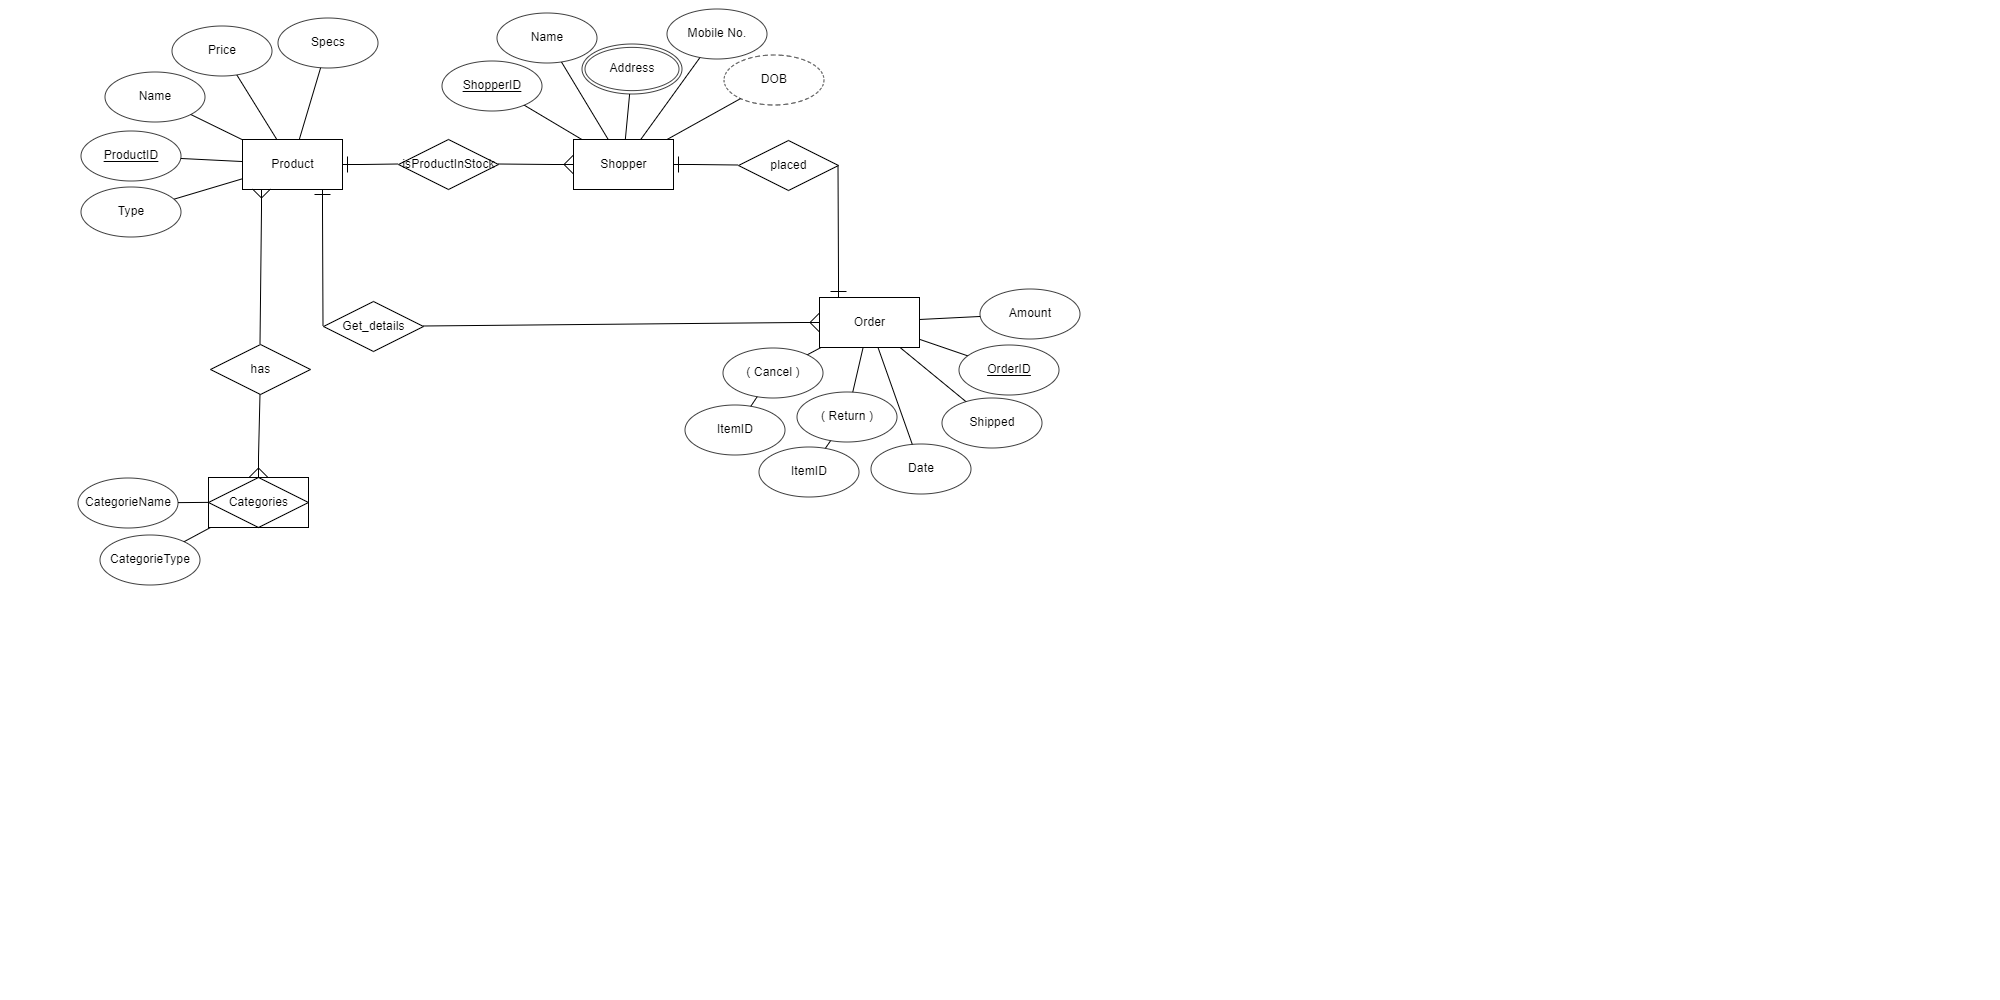 Price
Specs
Name
ProductID
Type
Product
isProductInStock
Name
Address
Mobile No.
DOB
ShopperID
Shopper
placed
Get_details
has
Order
Amount
OrderID
Shipped
Date
( Cancel )
ItemID
( Return )
ItemID
CategorieName
Categories
CategorieType